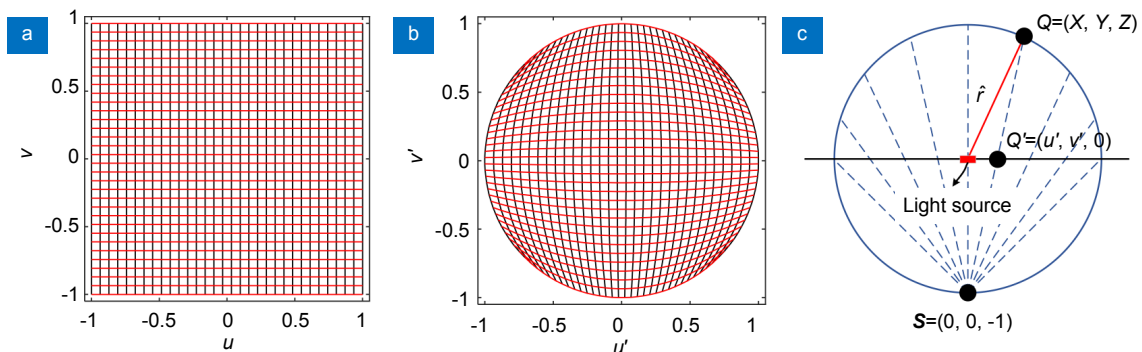 a
1
0.5
0
-0.5
-1
v
-1 -0.5 0 0.5 1
u
b
1
0.5
0
-0.5
-1
v′
-1 -0.5 0 0.5 1
u′
c
Q=(X, Y, Z)
r̂
Q′=(u′, v′, 0)
Light source
S=(0, 0, -1)